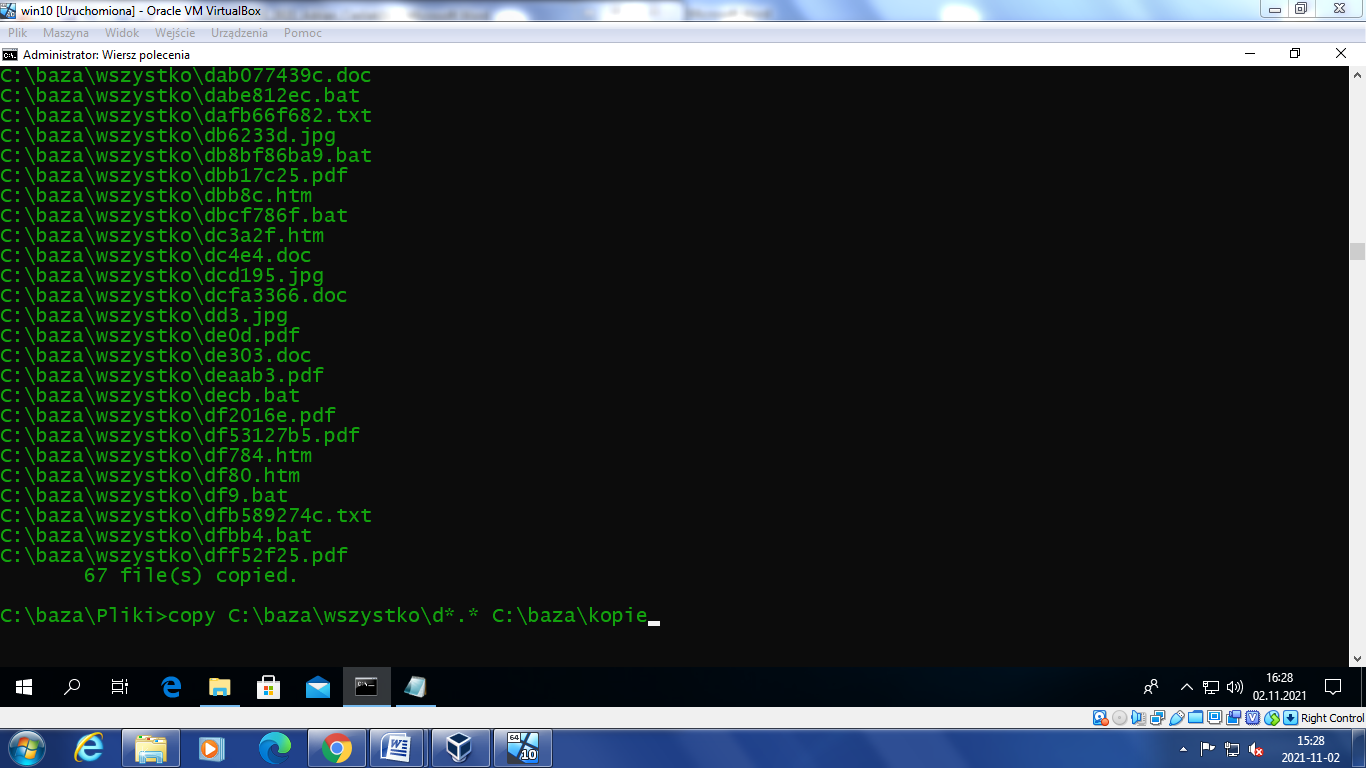 win10 [Uruchomiona] - Oracle VM VirtualBox
Plik Maszyna Widok Wejście Urządzenia Pomoc
Administrator: Wiersz polecenia
C:\baza\wszystko\dab077439c.doc
C:\baza\wszystko\dabe812ec.bat
C:\baza\wszystko\dafb66f682.txt
C:\baza\wszystko\db6233d.jpg
C:\baza\wszystko\db8bf86ba9.bat
C:\baza\wszystko\dbb17c25.pdf
C:\baza\wszystko\dbb8c.htm
C:\baza\wszystko\dbcf786f.bat
C:\baza\wszystko\dc3a2f.htm
C:\baza\wszystko\dc4e4.doc
C:\baza\wszystko\dcd195.jpg
C:\baza\wszystko\dcfa3366.doc
C:\baza\wszystko\dd3.jpg
C:\baza\wszystko\de0d.pdf
C:\baza\wszystko\de303.doc
C:\baza\wszystko\deaab3.pdf
C:\baza\wszystko\decb.bat
C:\baza\wszystko\df2016e.pdf
C:\baza\wszystko\df53127b5.pdf
C:\baza\wszystko\df784.htm
C:\baza\wszystko\df80.htm
C:\baza\wszystko\df9.bat
C:\baza\wszystko\dfb589274c.txt
C:\baza\wszystko\dfbb4.bat
C:\baza\wszystko\dff52f25.pdf
67 file(s) copied.
C:\baza\Pliki>copy C:\baza\wszystko\d*.* C:\baza\kopie
16:28
02.11.2021
Right Control
64
10
15:28
2021-11-02